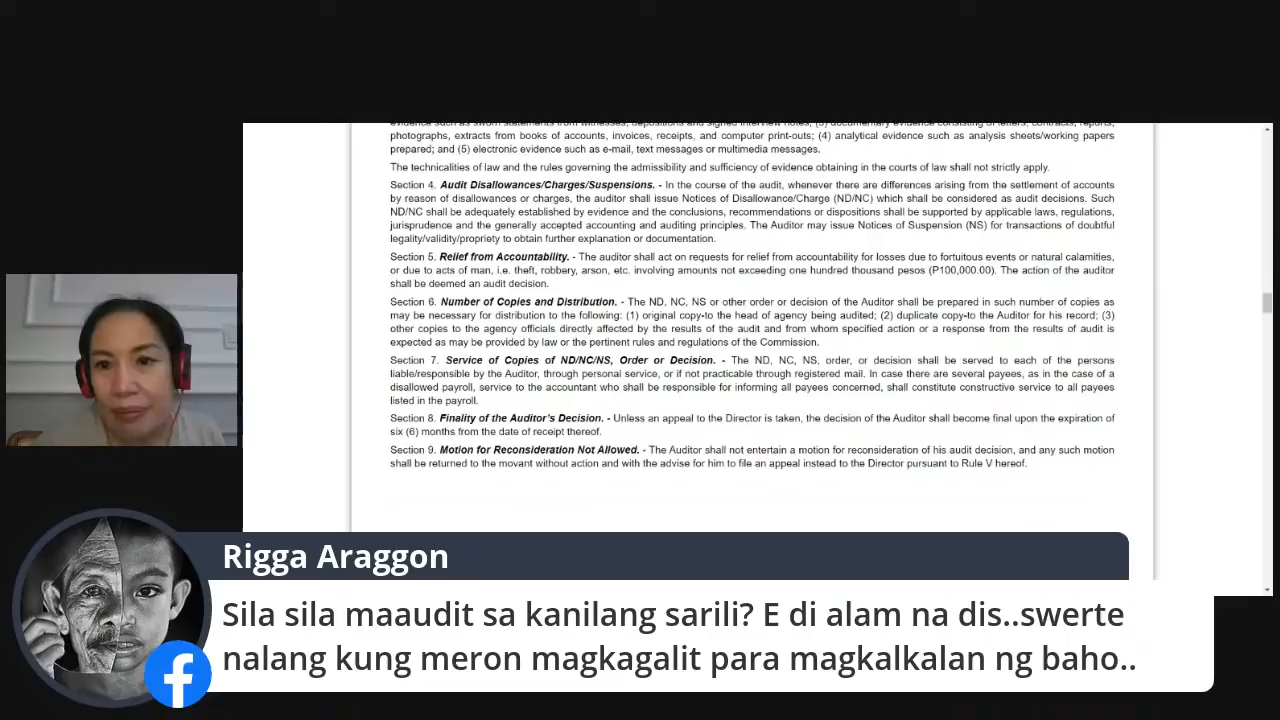 evidence such as sworn statements from witnesses, depositions and signed interview notes; (3) documentary evidence consisting of letters, contracts, reports,
photographs, extracts from books of accounts, invoices, receipts, and computer print-outs; (4) analytical evidence such as analysis sheets/working papers
prepared; and (5) electronic evidence such as e-mail, text messages or multimedia messages.
The technicalities of law and the rules governing the admissibility and sufficiency of evidence obtaining in the courts of law shall not strictly apply.
Section 4. Audit Disallowances/Charges/Suspensions. - In the course of the audit, whenever there are differences arising from the settlement of accounts
by reason of disallowances or charges, the auditor shall issue Notices of Disallowance/Charge (ND/NC) which shall be considered as audit decisions. Such
ND/NC shall be adequately established by evidence and the conclusions, recommendations or dispositions shall be supported by applicable laws, regulations,
jurisprudence and the generally accepted accounting and auditing principles. The Auditor may issue Notices of Suspension (NS) for transactions of doubtful
legality/validity/propriety to obtain further explanation or documentation.
Section 5. Relief from Accountability. - The auditor shall act on requests for relief from accountability for losses due to fortuitous events or natural calamities,
or due to acts of man, i.e. theft, robbery, arson, etc. involving amounts not exceeding one hundred thousand pesos (P100,000.00). The action of the auditor
shall be deemed an audit decision.
Section 6. Number of Copies and Distribution. - The ND, NC, NS or other order or decision of the Auditor shall be prepared in such number of copies as
may be necessary for distribution to the following: (1) original copy-to the head of agency being audited; (2) duplicate copy-to the Auditor for his record; (3)
other copies to the agency officials directly affected by the results of the audit and from whom specified action or a response from the results of audit is
expected as may be provided by law or the pertinent rules and regulations of the Commission.
Section 7. Service of Copies of ND/NC/NS, Order or Decision. - The ND, NC, NS, order, or decision shall be served to each of the persons
liable/responsible by the Auditor, through personal service, or if not practicable through registered mail. In case there are several payees, as in the case of a
disallowed payroll, service to the accountant who shall be responsible for informing all payees concerned, shall constitute constructive service to all payees
listed in the payroll.
Section 8. Finality of the Auditor's Decision. - Unless an appeal to the Director is taken, the decision of the Auditor shall become final upon the expiration of
six (6) months from the date of receipt thereof.
Section 9. Motion for Reconsideration Not Allowed. - The Auditor shall not entertain a motion for reconsideration of his audit decision, and any such motion
shall be returned to the movant without action and with the advise for him to file an appeal instead to the Director pursuant to Rule V hereof.
Rigga Araggon
Sila sila maaudit sa kanilang sarili? E di alam na dis..swerte
nalang kung meron magkagalit para magkalkalan ng baho..